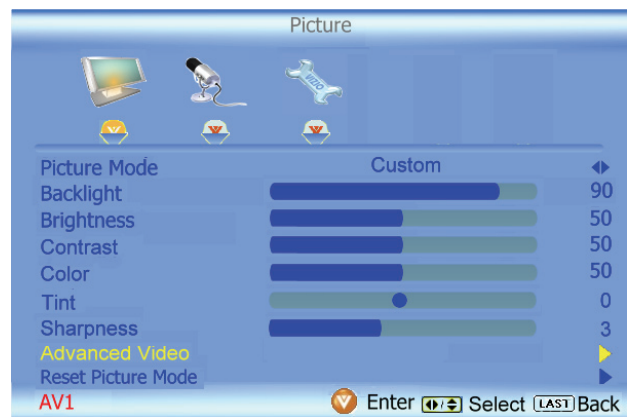 Picture
VIZIO
Picture Mode Custom
Backlight 90
Brightness 50
Contrast 50
Color 50
Tint 0
Sharpness 3
Advanced Video
Reset Picture Mode
AV1 V Enter Select LAST Back